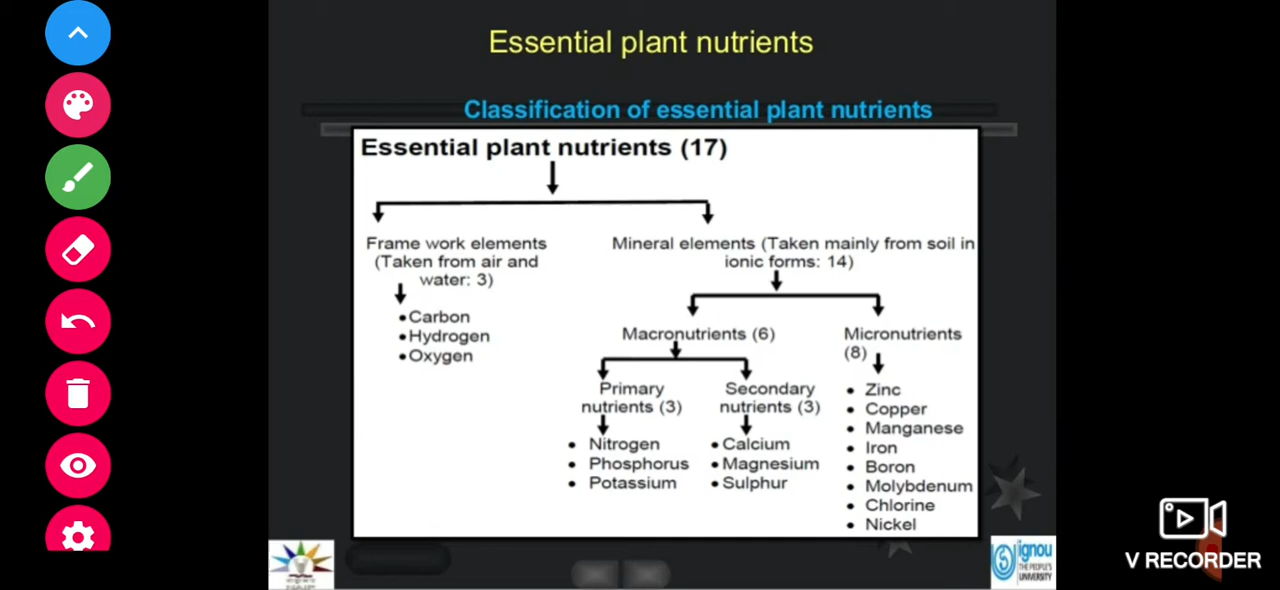 Essential plant nutrients
Classification of essential plant nutrients
Essential plant nutrients (17)
Frame work elements
(Taken from air and
water: 3)
• Carbon
• Hydrogen
• Oxygen
Mineral elements (Taken mainly from soil in
ionic forms: 14)
Macronutrients (6)
Primary
nutrients (3)
• Nitrogen
• Phosphorus
• Potassium
Secondary
nutrients (3)
• Calcium
• Magnesium
• Sulphur
Micronutrients
(8)
• Zinc
• Copper
• Manganese
• Iron
• Boron
• Molybdenum
• Chlorine
• Nickel
ignou
THE PEOPLE'S
UNIVERSITY
V RECORDER